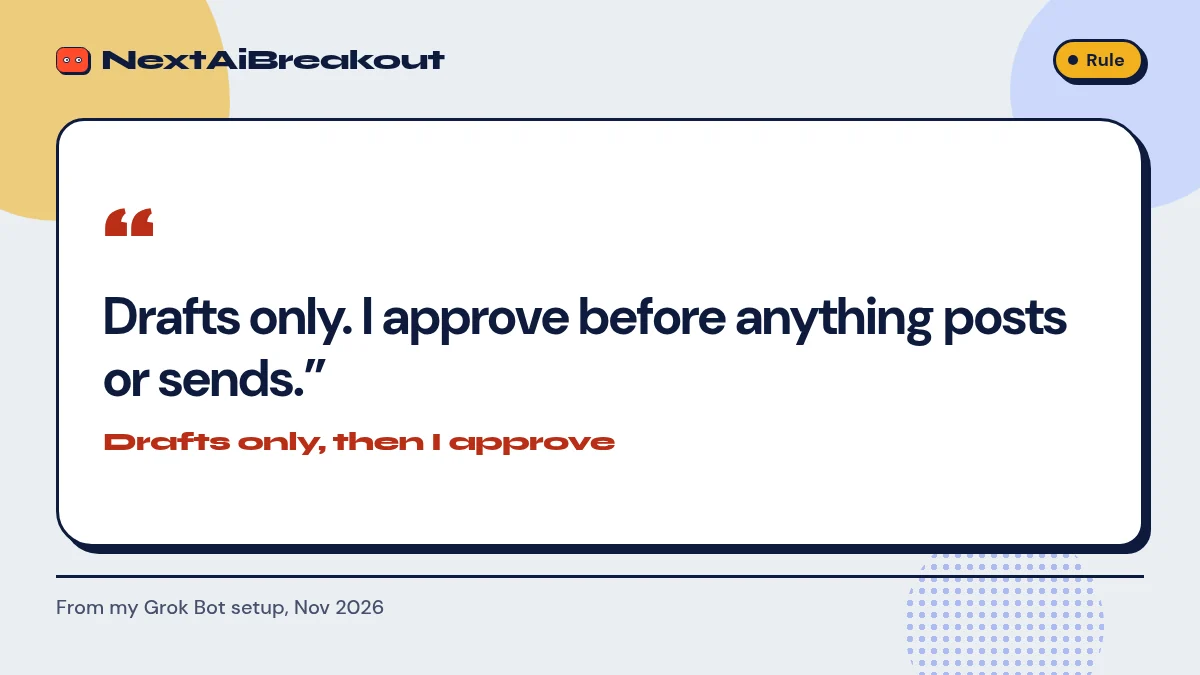 NextAiBreakout
Rule
“
Drafts only. I approve before anything posts
or sends.”
Drafts only, then I approve
From my Grok Bot setup, Nov 2026